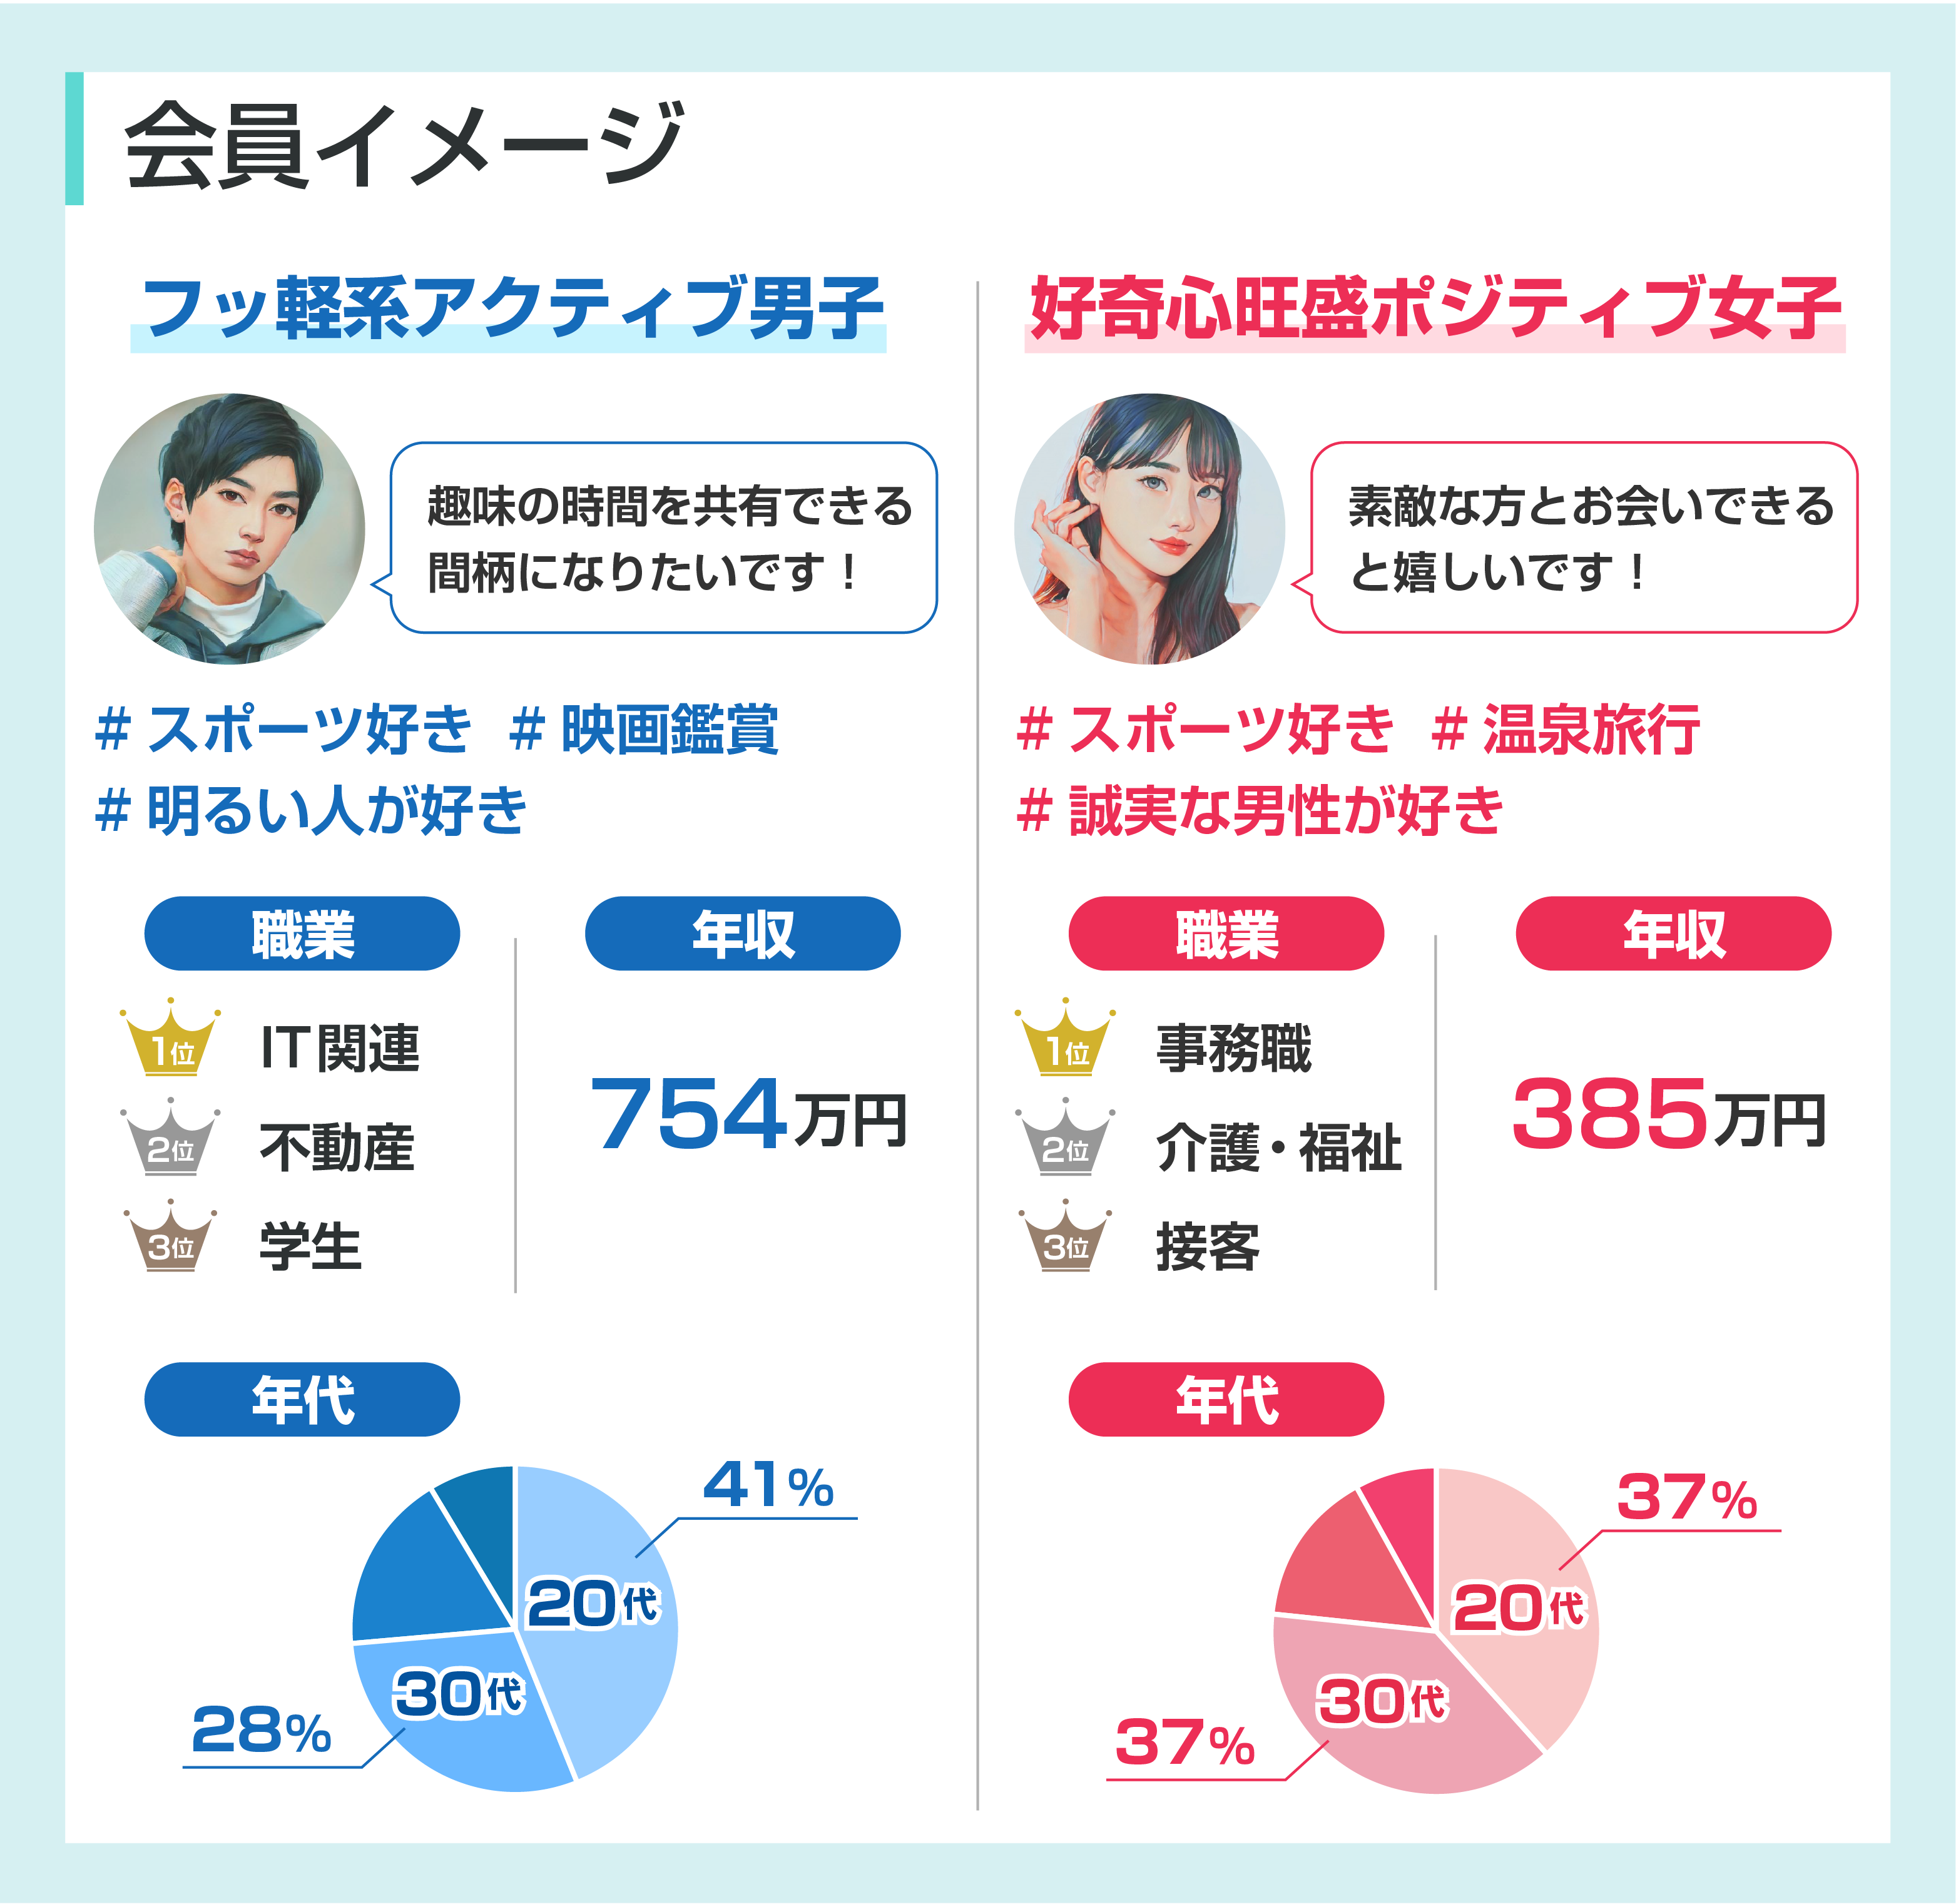 会員イメージ
フッ軽系アクティブ男子
趣味の時間を共有できる
間柄になりたいです！
# スポーツ好き # 映画鑑賞
# 明るい人が好き
職業
1位 IT関連
2位 不動産
3位 学生
年収
754万円
年代
41%
20代
30代
28%
好奇心旺盛ポジティブ女子
素敵な方とお会いできる
と嬉しいです！
# スポーツ好き # 温泉旅行
# 誠実な男性が好き
職業
1位 事務職
2位 介護・福祉
3位 接客
年収
385万円
年代
37%
20代
30代
37%